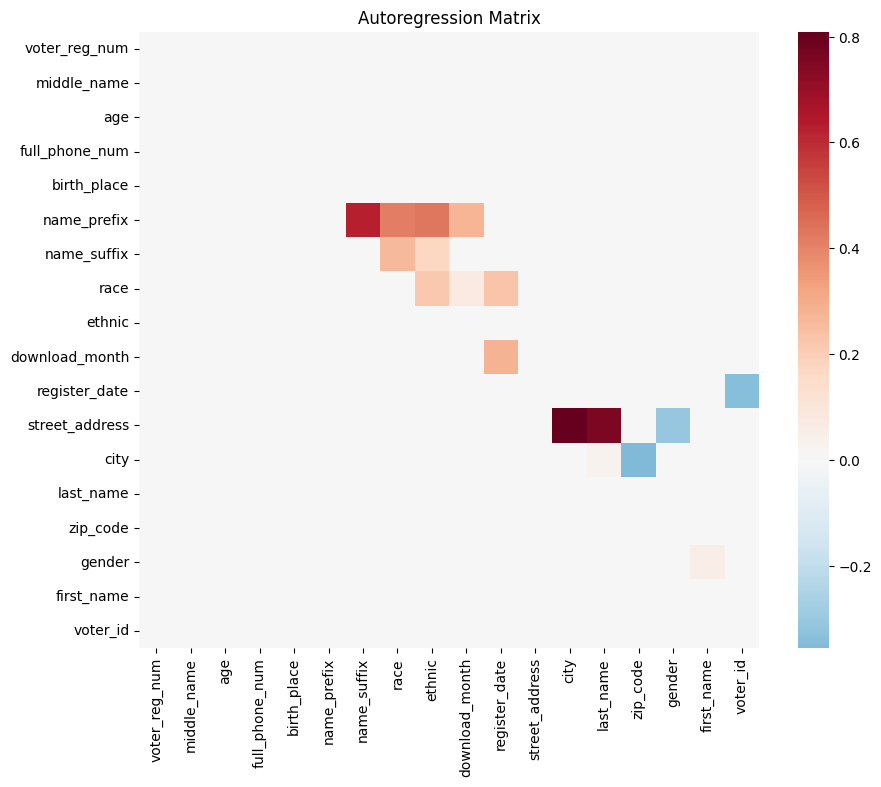 Autoregression Matrix
voter_reg_num
middle_name
age
full_phone_num
birth_place
name_prefix
name_suffix
race
ethnic
download_month
register_date
street_address
city
last_name
zip_code
gender
first_name
voter_id
voter_reg_num
middle_name
age
full_phone_num
birth_place
name_prefix
name_suffix
race
ethnic
download_month
register_date
street_address
city
last_name
zip_code
gender
first_name
voter_id
0.8
0.6
0.4
0.2
0.0
−0.2